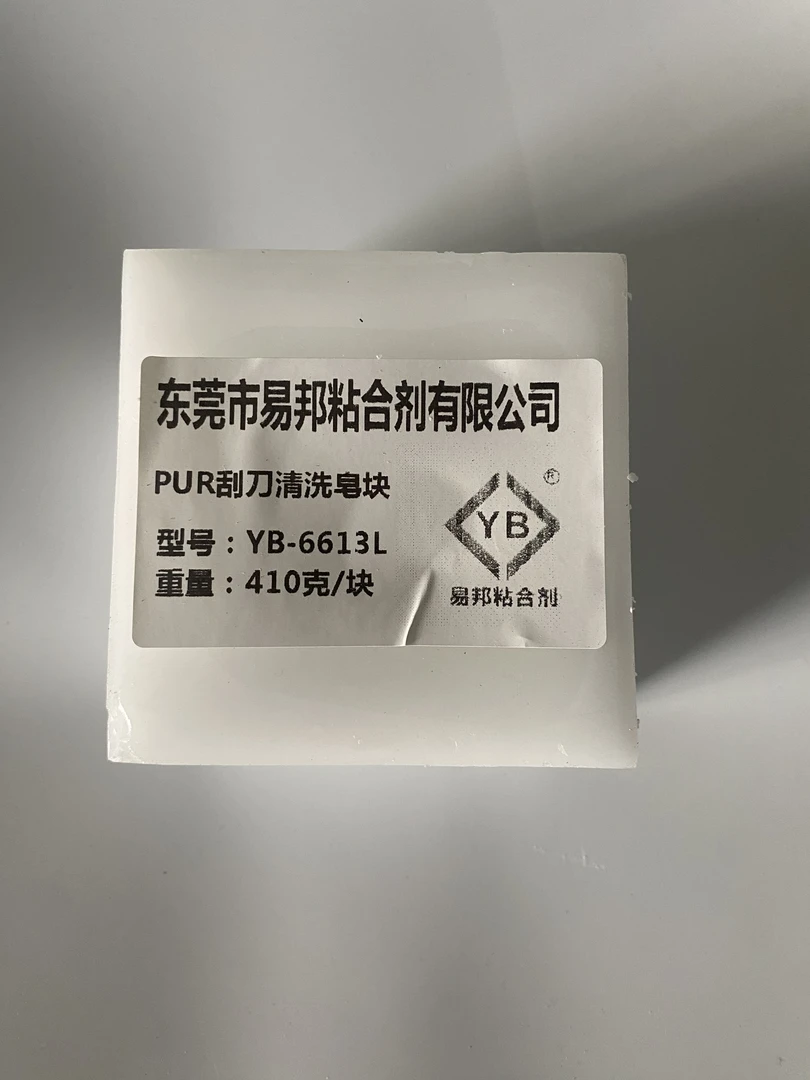 东莞市易邦粘合剂有限公司
PUR刮刀清洗皂块
型号：YB-6613L
重量：410克/块
®
YB
易邦粘合剂